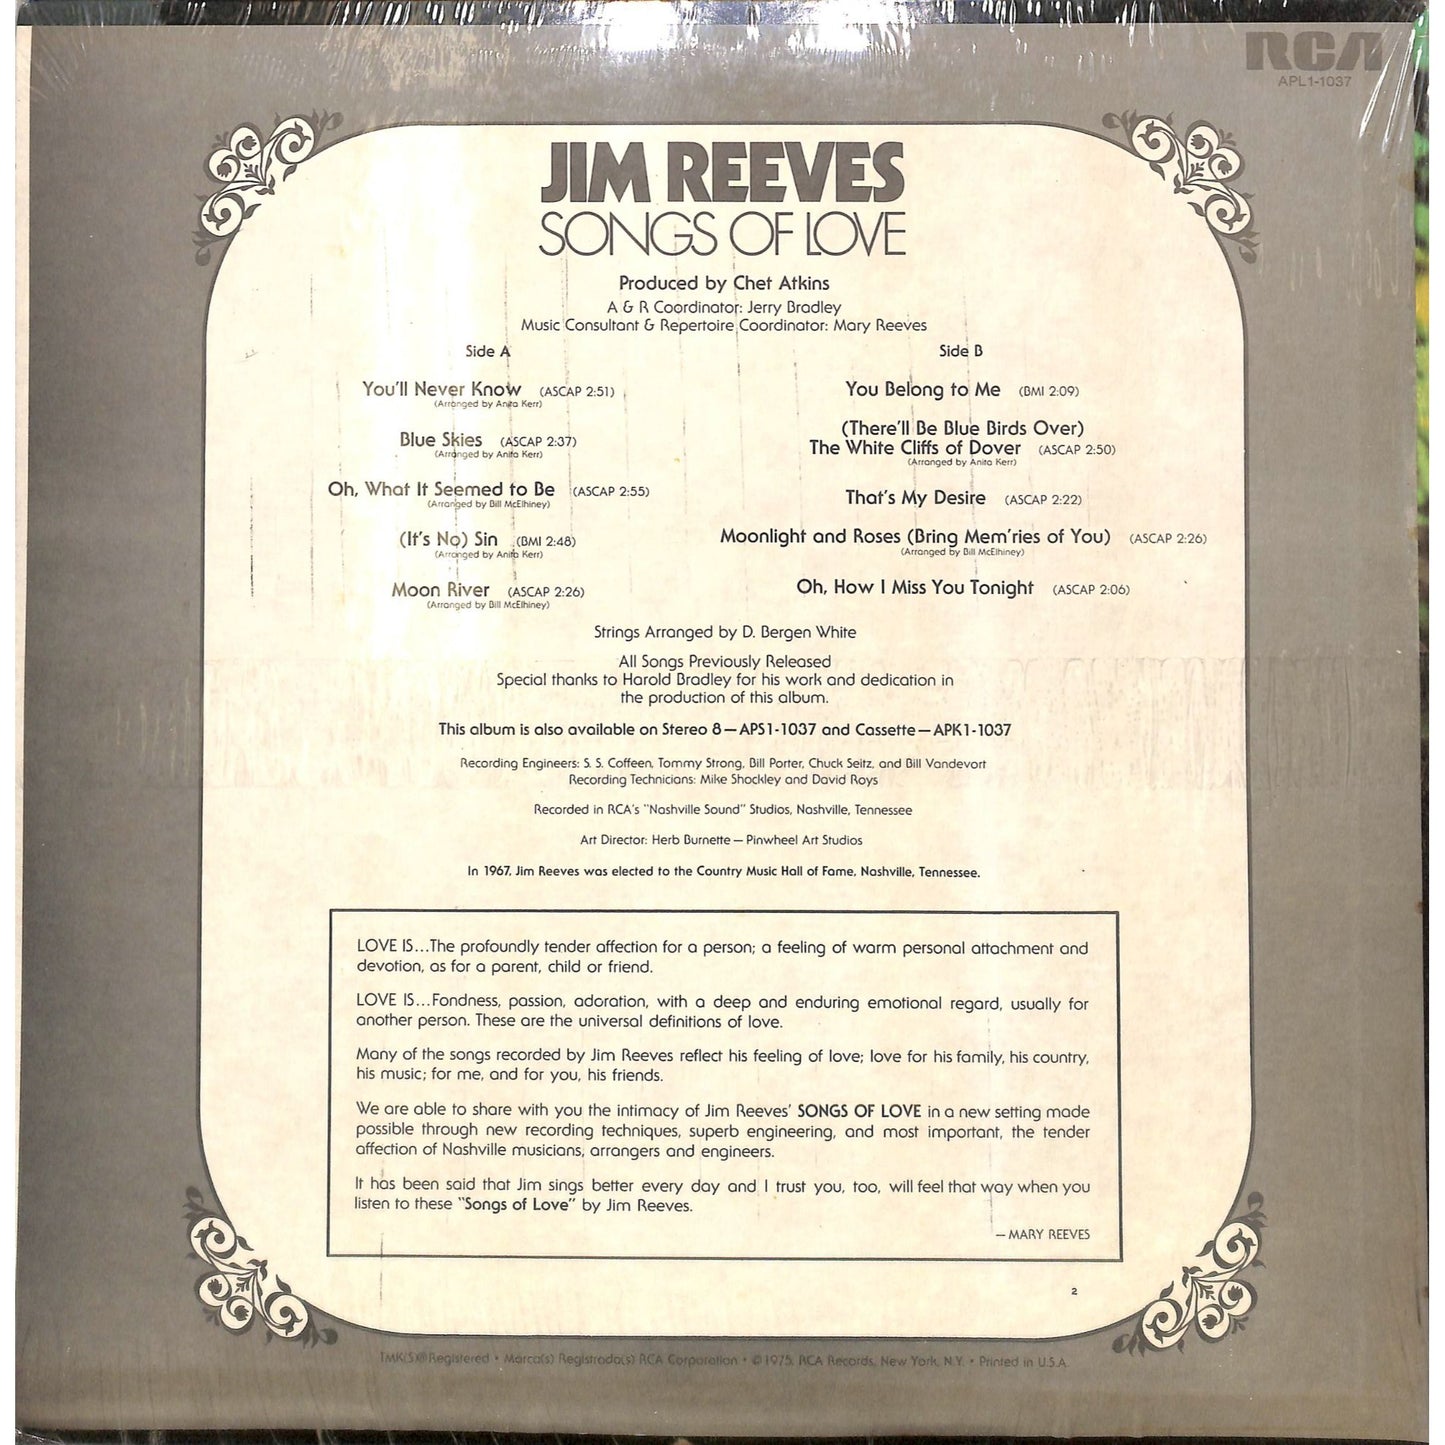 RCA
APL1-1037
JIM REEVES
SONGS OF LOVE
Produced by Chet Atkins
A & R Coordinator: Jerry Bradley
Music Consultant & Repertoire Coordinator: Mary Reeves
Side A
You'll Never Know (ASCAP 2:51)
(Arranged by Anita Kerr)
Blue Skies (ASCAP 2:37)
(Arranged by Anita Kerr)
Oh, What It Seemed to Be (ASCAP 2:55)
(Arranged by Bill McElhiney)
(It's No) Sin (BMI 2:48)
(Arranged by Anita Kerr)
Moon River (ASCAP 2:26)
(Arranged by Bill McElhiney)
Side B
You Belong to Me (BMI 2:09)
(There'll Be Blue Birds Over)
The White Cliffs of Dover (ASCAP 2:50)
(Arranged by Anita Kerr)
That's My Desire (ASCAP 2:22)
Moonlight and Roses (Bring Mem'ries of You) (ASCAP 2:26)
(Arranged by Bill McElhiney)
Oh, How I Miss You Tonight (ASCAP 2:06)
Strings Arranged by D. Bergen White
All Songs Previously Released
Special thanks to Harold Bradley for his work and dedication in
the production of this album.
This album is also available on Stereo 8—APS1-1037 and Cassette—APK1-1037
Recording Engineers: S. S. Coffeen, Tommy Strong, Bill Porter, Chuck Seitz, and Bill Vandevort
Recording Technicians: Mike Shockley and David Roys
Recorded in RCA's "Nashville Sound" Studios, Nashville, Tennessee
Art Director: Herb Burnette—Pinwheel Art Studios
In 1967, Jim Reeves was elected to the Country Music Hall of Fame, Nashville, Tennessee.
LOVE IS...The profoundly tender affection for a person; a feeling of warm personal attachment and
devotion, as for a parent, child or friend.
LOVE IS...Fondness, passion, adoration, with a deep and enduring emotional regard, usually for
another person. These are the universal definitions of love.
Many of the songs recorded by Jim Reeves reflect his feeling of love; love for his family, his country,
his music; for me, and for you, his friends.
We are able to share with you the intimacy of Jim Reeves' SONGS OF LOVE in a new setting made
possible through new recording techniques, superb engineering, and most important, the tender
affection of Nashville musicians, arrangers and engineers.
It has been said that Jim sings better every day and I trust you, too, will feel that way when you
listen to these "Songs of Love" by Jim Reeves.
—MARY REEVES
2
TMK(S)®Registered • Marca(s) Registrada(s) RCA Corporation • ©1975, RCA Records, New York, N.Y. • Printed in U.S.A.